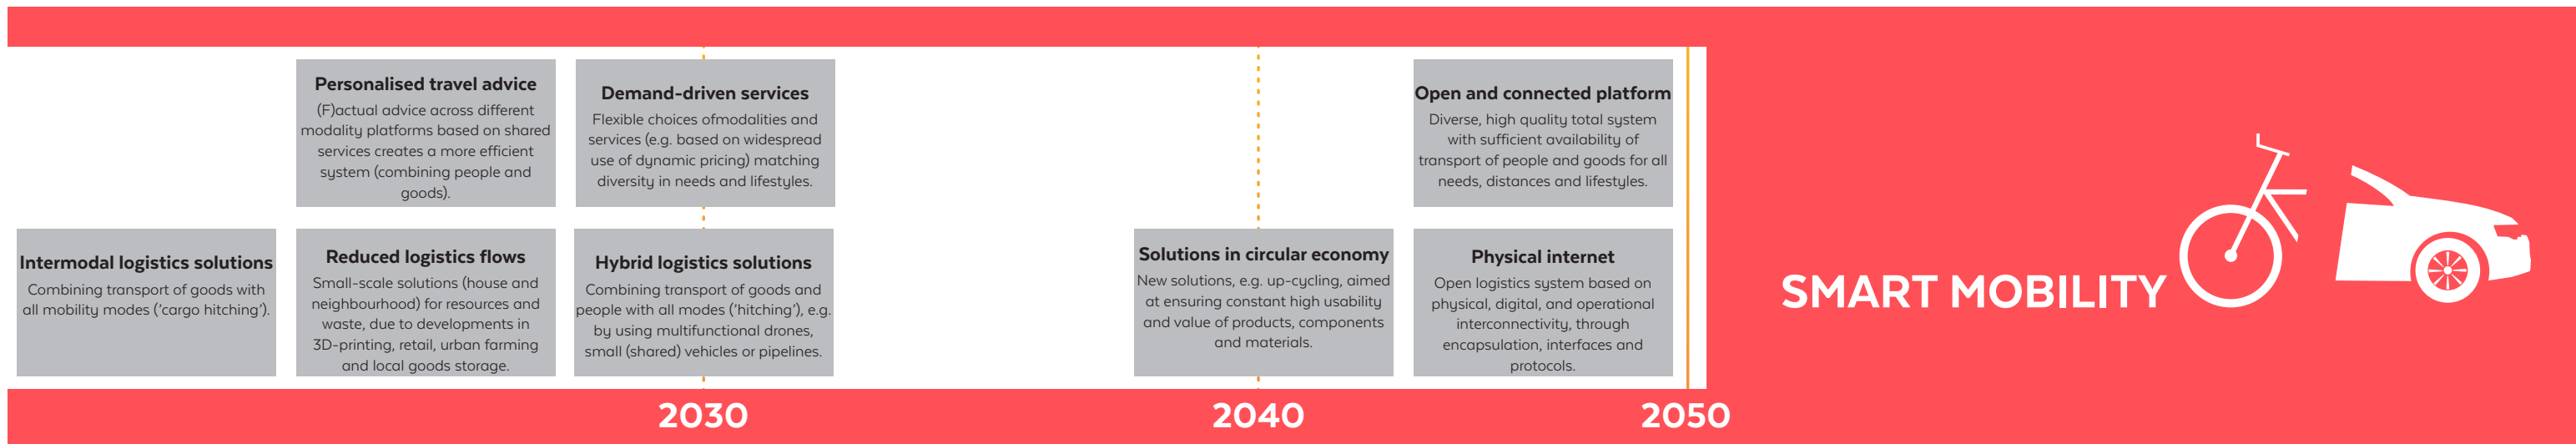 Personalised travel advice
(F)actual advice across different
modality platforms based on shared
services creates a more efficient
system (combining people and
goods).
Demand-driven services
Flexible choices ofmodalities and
services (e.g. based on widespread
use of dynamic pricing) matching
diversity in needs and lifestyles.
Open and connected platform
Diverse, high quality total system
with sufficient availability of
transport of people and goods for all
needs, distances and lifestyles.
Intermodal logistics solutions
Combining transport of goods with
all mobility modes ('cargo hitching').
Reduced logistics flows
Small-scale solutions (house and
neighbourhood) for resources and
waste, due to developments in
3D-printing, retail, urban farming
and local goods storage.
Hybrid logistics solutions
Combining transport of goods and
people with all modes ('hitching'), e.g.
by using multifunctional drones,
small (shared) vehicles or pipelines.
Solutions in circular economy
New solutions, e.g. up-cycling, aimed
at ensuring constant high usability
and value of products, components
and materials.
Physical internet
Open logistics system based on
physical, digital, and operational
interconnectivity, through
encapsulation, interfaces and
protocols.
SMART MOBILITY
2030
2040
2050